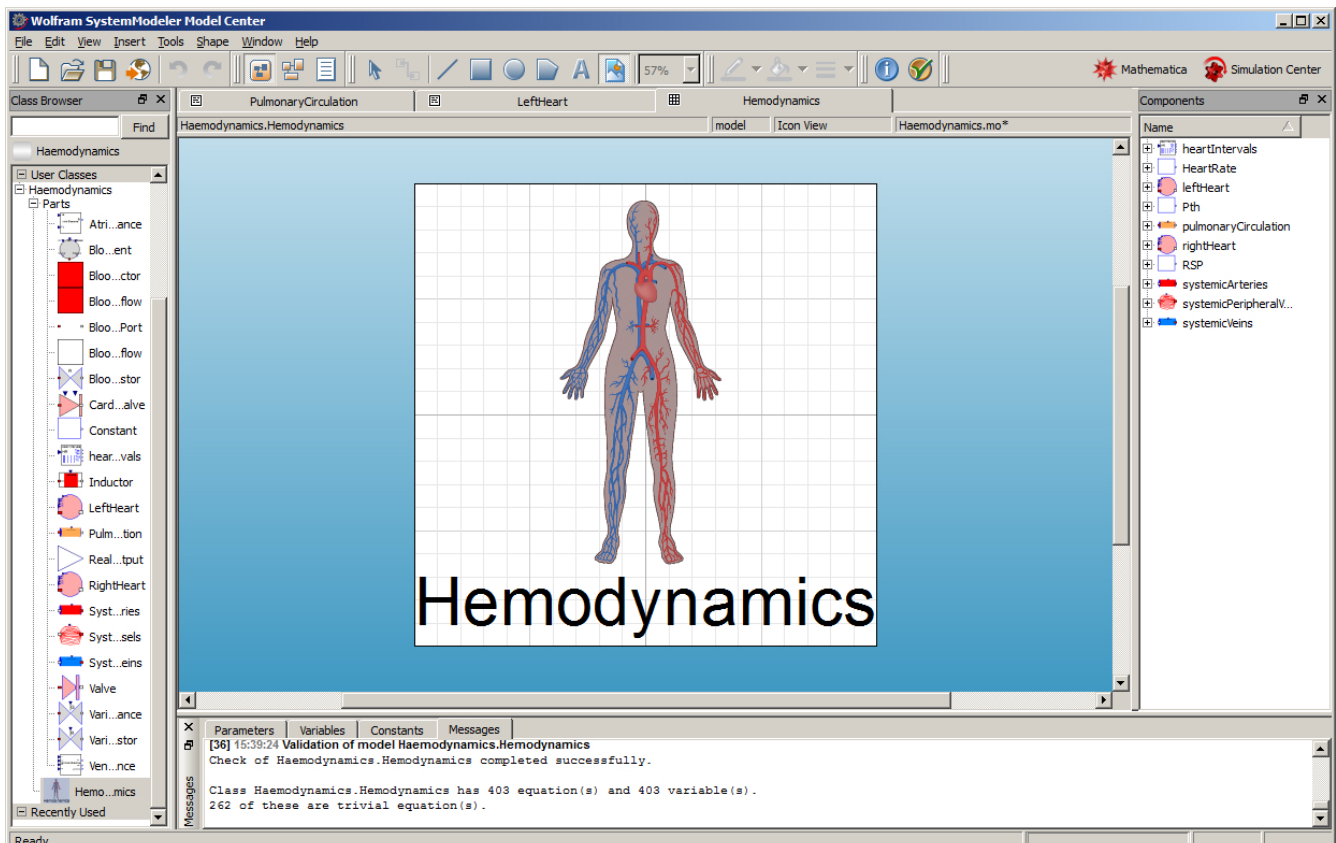 Wolfram SystemModeler Model Center
File Edit View Insert Tools Shape Window Help
57%
Mathematica Simulation Center
Class Browser
Find
Haemodynamics
User Classes
Haemodynamics
Parts
Atri...ance
Blo...ent
Bloo...ctor
Bloo...flow
Bloo...Port
Bloo...flow
Bloo...stor
Card...alve
Constant
hear...vals
Inductor
LeftHeart
Pulm...tion
Real...tput
RightHeart
Syst...ries
Syst...sels
Syst...eins
Valve
Vari...ance
Vari...stor
Ven...nce
Hemo...mics
Recently Used
PulmonaryCirculation LeftHeart Hemodynamics
Haemodynamics.Hemodynamics model Icon View Haemodynamics.mo*
Hemodynamics
Components
Name
heartIntervals
HeartRate
leftHeart
Pth
pulmonaryCirculation
rightHeart
RSP
systemicArteries
systemicPeripheralV...
systemicVeins
Parameters Variables Constants Messages
Messages
[36] 15:39:24 Validation of model Haemodynamics.Hemodynamics
Check of Haemodynamics.Hemodynamics completed successfully.
Class Haemodynamics.Hemodynamics has 403 equation(s) and 403 variable(s).
262 of these are trivial equation(s).
Ready